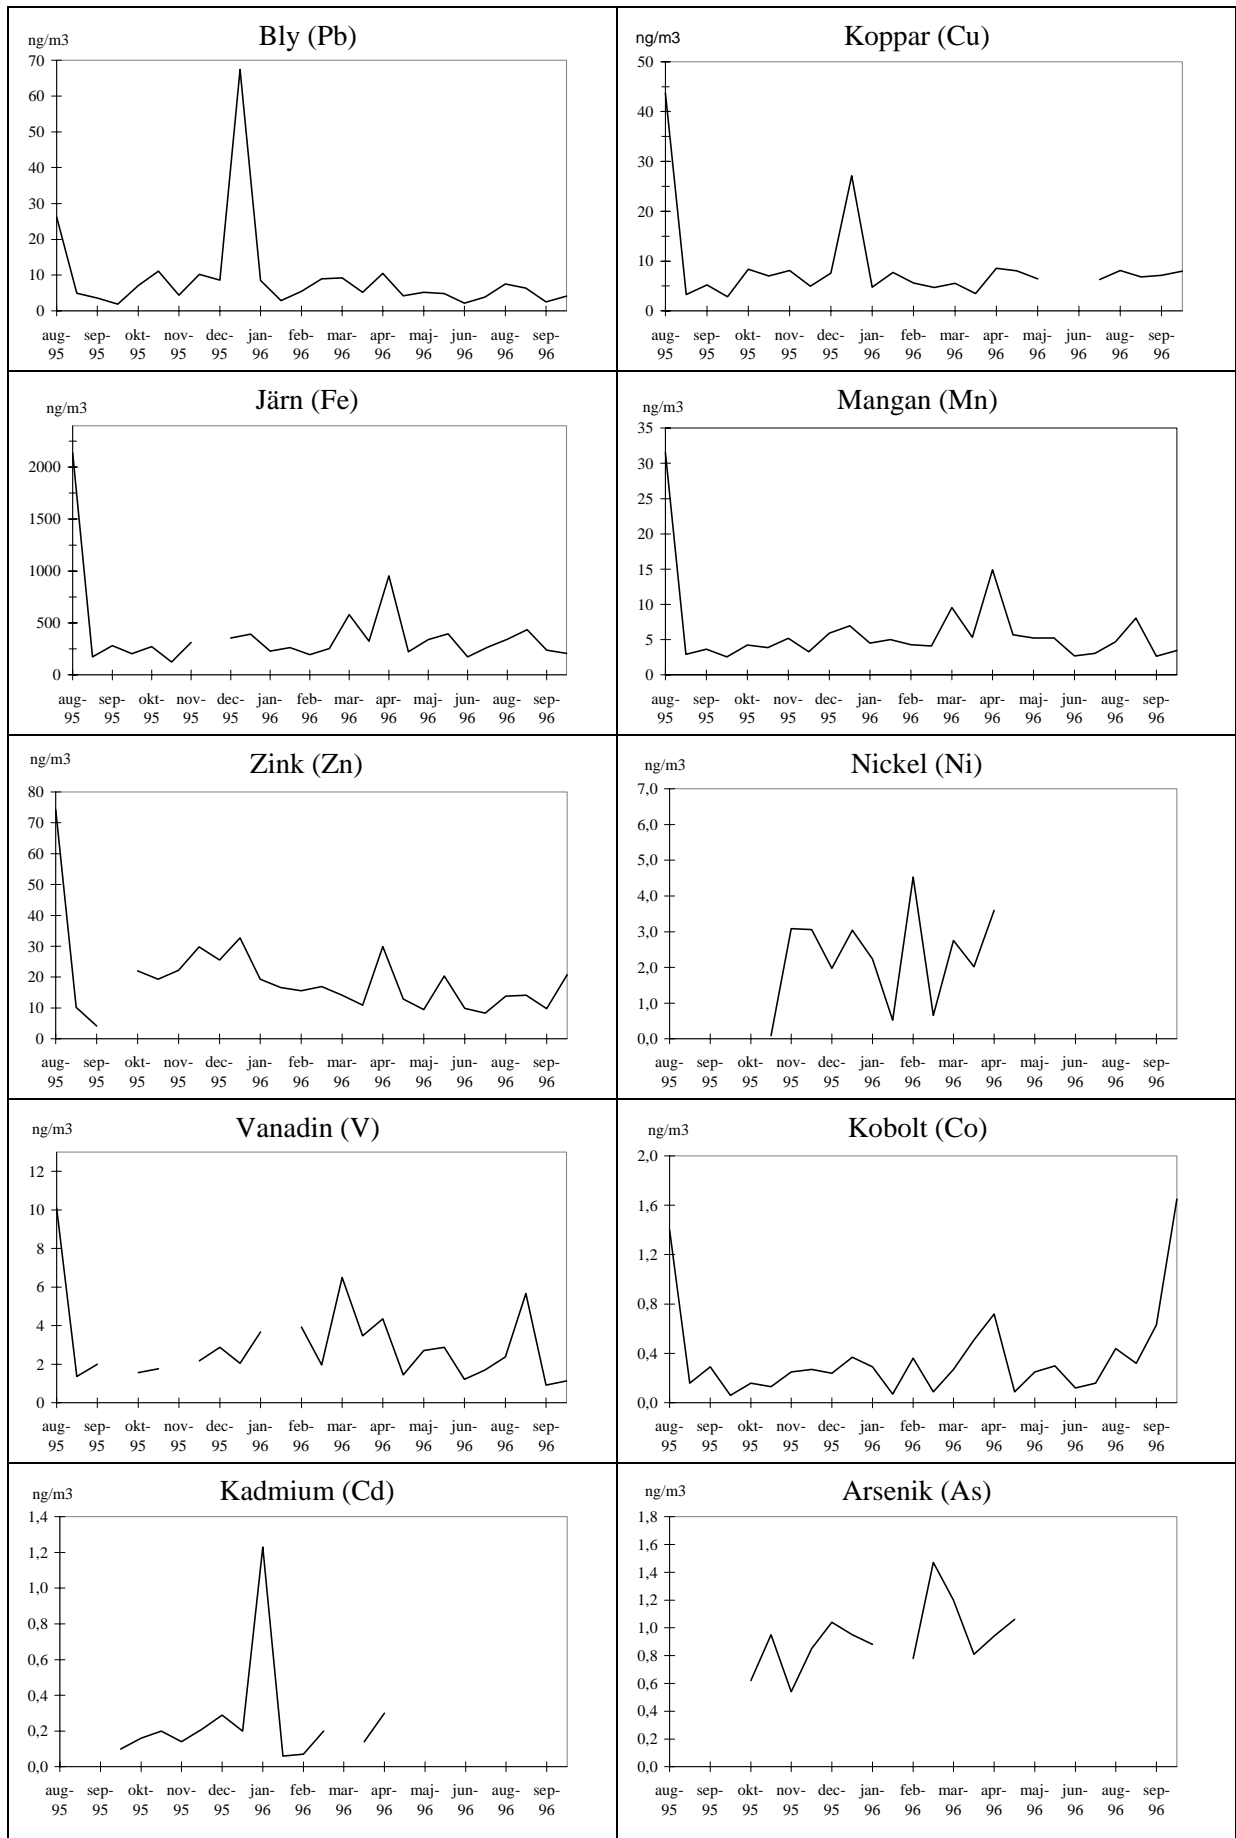 Bly (Pb)
ng/m3
70
60
50
40
30
20
10
0
aug- sep- okt- nov- dec- jan- feb- mar- apr- maj- jun- aug- sep-
95 95 95 95 95 96 96 96 96 96 96 96 96
Koppar (Cu)
ng/m3
50
40
30
20
10
0
aug- sep- okt- nov- dec- jan- feb- mar- apr- maj- jun- aug- sep-
95 95 95 95 95 96 96 96 96 96 96 96 96
Järn (Fe)
ng/m3
2000
1500
1000
500
0
aug- sep- okt- nov- dec- jan- feb- mar- apr- maj- jun- aug- sep-
95 95 95 95 95 96 96 96 96 96 96 96 96
Mangan (Mn)
ng/m3
35
30
25
20
15
10
5
0
aug- sep- okt- nov- dec- jan- feb- mar- apr- maj- jun- aug- sep-
95 95 95 95 95 96 96 96 96 96 96 96 96
Zink (Zn)
ng/m3
80
70
60
50
40
30
20
10
0
aug- sep- okt- nov- dec- jan- feb- mar- apr- maj- jun- aug- sep-
95 95 95 95 95 96 96 96 96 96 96 96 96
Nickel (Ni)
ng/m3
7,0
6,0
5,0
4,0
3,0
2,0
1,0
0,0
aug- sep- okt- nov- dec- jan- feb- mar- apr- maj- jun- aug- sep-
95 95 95 95 95 96 96 96 96 96 96 96 96
Vanadin (V)
ng/m3
12
10
8
6
4
2
0
aug- sep- okt- nov- dec- jan- feb- mar- apr- maj- jun- aug- sep-
95 95 95 95 95 96 96 96 96 96 96 96 96
Kobolt (Co)
ng/m3
2,0
1,6
1,2
0,8
0,4
0,0
aug- sep- okt- nov- dec- jan- feb- mar- apr- maj- jun- aug- sep-
95 95 95 95 95 96 96 96 96 96 96 96 96
Kadmium (Cd)
ng/m3
1,4
1,2
1,0
0,8
0,6
0,4
0,2
0,0
aug- sep- okt- nov- dec- jan- feb- mar- apr- maj- jun- aug- sep-
95 95 95 95 95 96 96 96 96 96 96 96 96
Arsenik (As)
ng/m3
1,8
1,6
1,4
1,2
1,0
0,8
0,6
0,4
0,2
0,0
aug- sep- okt- nov- dec- jan- feb- mar- apr- maj- jun- aug- sep-
95 95 95 95 95 96 96 96 96 96 96 96 96